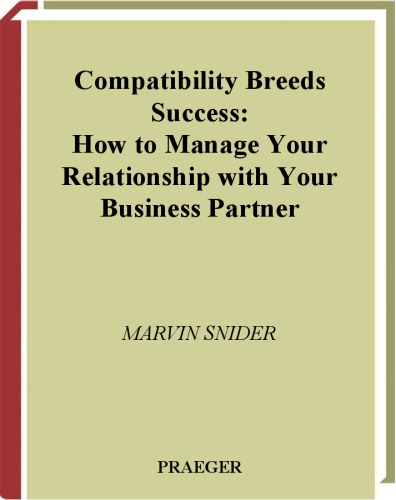 Compatibility Breeds
Success:
How to Manage Your
Relationship with Your
Business Partner
MARVIN SNIDER
PRAEGER